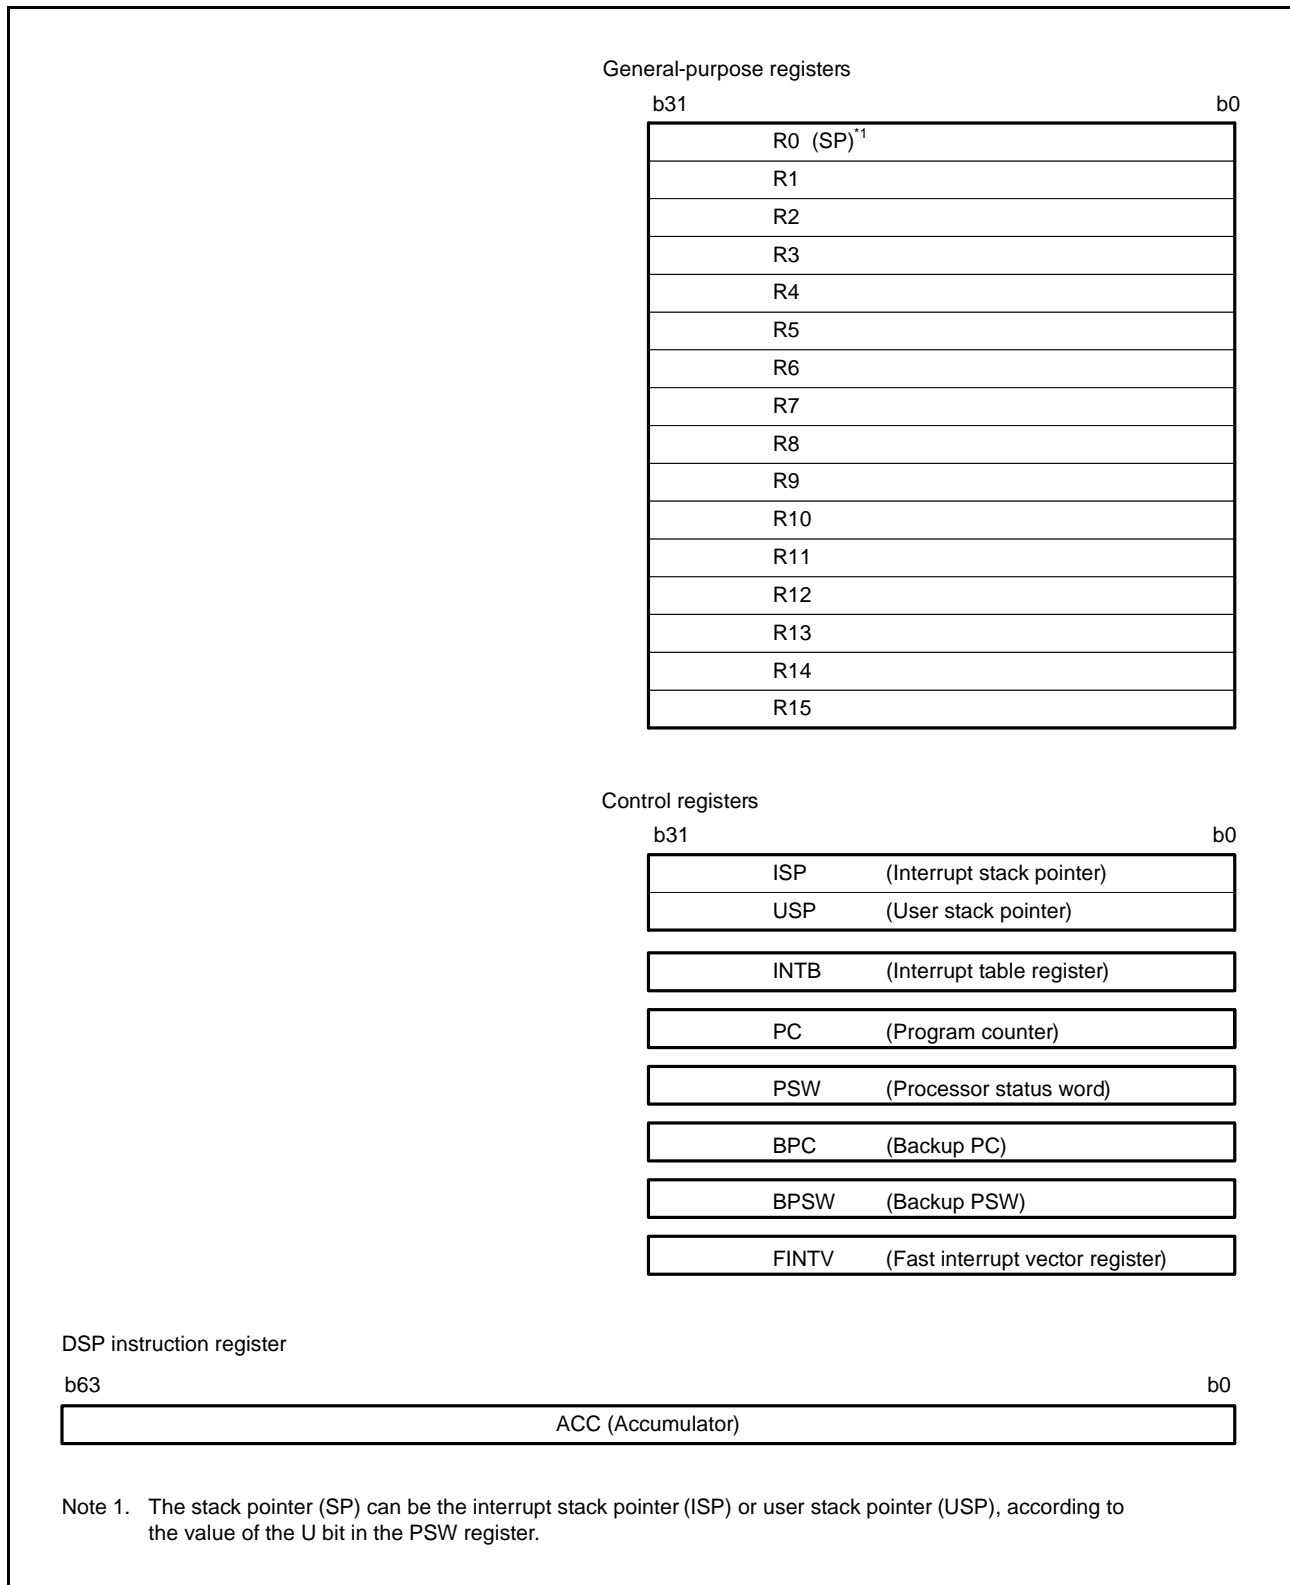 General-purpose registers
b31 b0
R0 (SP)*1
R1
R2
R3
R4
R5
R6
R7
R8
R9
R10
R11
R12
R13
R14
R15
Control registers
b31 b0
ISP (Interrupt stack pointer)
USP (User stack pointer)
INTB (Interrupt table register)
PC (Program counter)
PSW (Processor status word)
BPC (Backup PC)
BPSW (Backup PSW)
FINTV (Fast interrupt vector register)
DSP instruction register
b63 b0
ACC (Accumulator)
Note 1. The stack pointer (SP) can be the interrupt stack pointer (ISP) or user stack pointer (USP), according to
the value of the U bit in the PSW register.